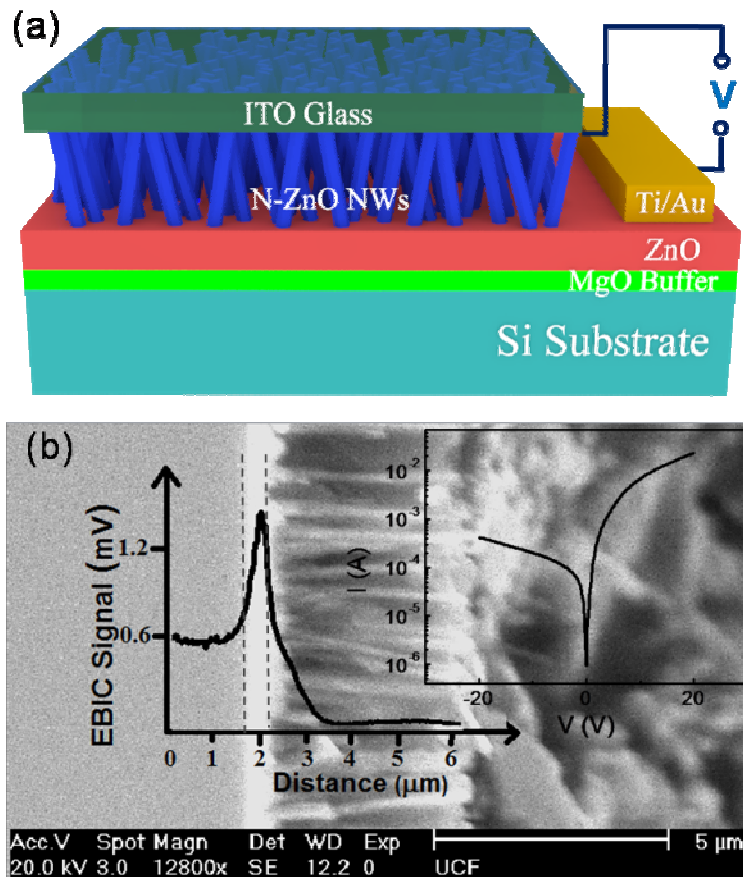 (a)
ITO Glass
V
N-ZnO NWs
Ti/Au
ZnO
MgO Buffer
Si Substrate
(b)
EBIC Signal (mV)
1.2
0.6
0 1 2 3 4 5 6
Distance (μm)
I (A)
10⁻²
10⁻³
10⁻⁴
10⁻⁵
10⁻⁶
-20 0 20
V (V)
Acc.V Spot Magn Det WD Exp
20.0 kV 3.0 12800x SE 12.2 0 UCF
5 μm